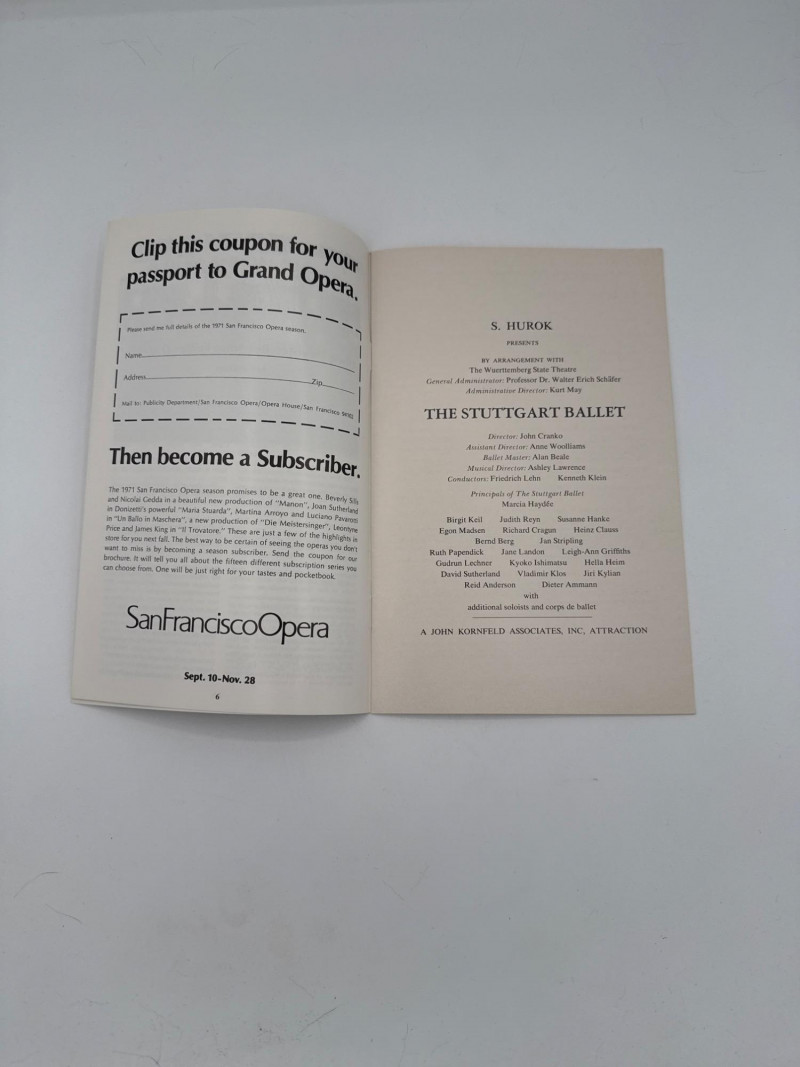 Clip this coupon for your
passport to Grand Opera.
Please send me full details of the 1971 San Francisco Opera season.
Name
Address Zip
Mail to: Publicity Department/San Francisco Opera/Opera House/San Francisco 94102
Then become a Subscriber.
The 1971 San Francisco Opera season promises to be a great one. Beverly Sills
and Nicolai Gedda in a beautiful new production of "Manon", Joan Sutherland
in Donizetti's powerful "Maria Stuarda", Martina Arroyo and Luciano Pavarotti
in "Un Ballo in Maschera", a new production of "Die Meistersinger", Leontyne
Price and James King in "Il Trovatore." These are just a few of the highlights in
store for you next fall. The best way to be certain of seeing the operas you don't
want to miss is by becoming a season subscriber. Send the coupon for our
brochure. It will tell you all about the fifteen different subscription series you
can choose from. One will be just right for your tastes and pocketbook.
SanFranciscoOpera
Sept. 10-Nov. 28
6
S. HUROK
PRESENTS
BY ARRANGEMENT WITH
The Wuerttemberg State Theatre
General Administrator: Professor Dr. Walter Erich Schäfer
Administrative Director: Kurt May
THE STUTTGART BALLET
Director: John Cranko
Assistant Director: Anne Woolliams
Ballet Master: Alan Beale
Musical Director: Ashley Lawrence
Conductors: Friedrich Lehn Kenneth Klein
Principals of The Stuttgart Ballet
Marcia Haydée
Birgit Keil Judith Reyn Susanne Hanke
Egon Madsen Richard Cragun Heinz Clauss
Bernd Berg Jan Stripling
Ruth Papendick Jane Landon Leigh-Ann Griffiths
Gudrun Lechner Kyoko Ishimatsu Hella Heim
David Sutherland Vladimir Klos Jiri Kylian
Reid Anderson Dieter Ammann
with
additional soloists and corps de ballet
A JOHN KORNFELD ASSOCIATES, INC, ATTRACTION